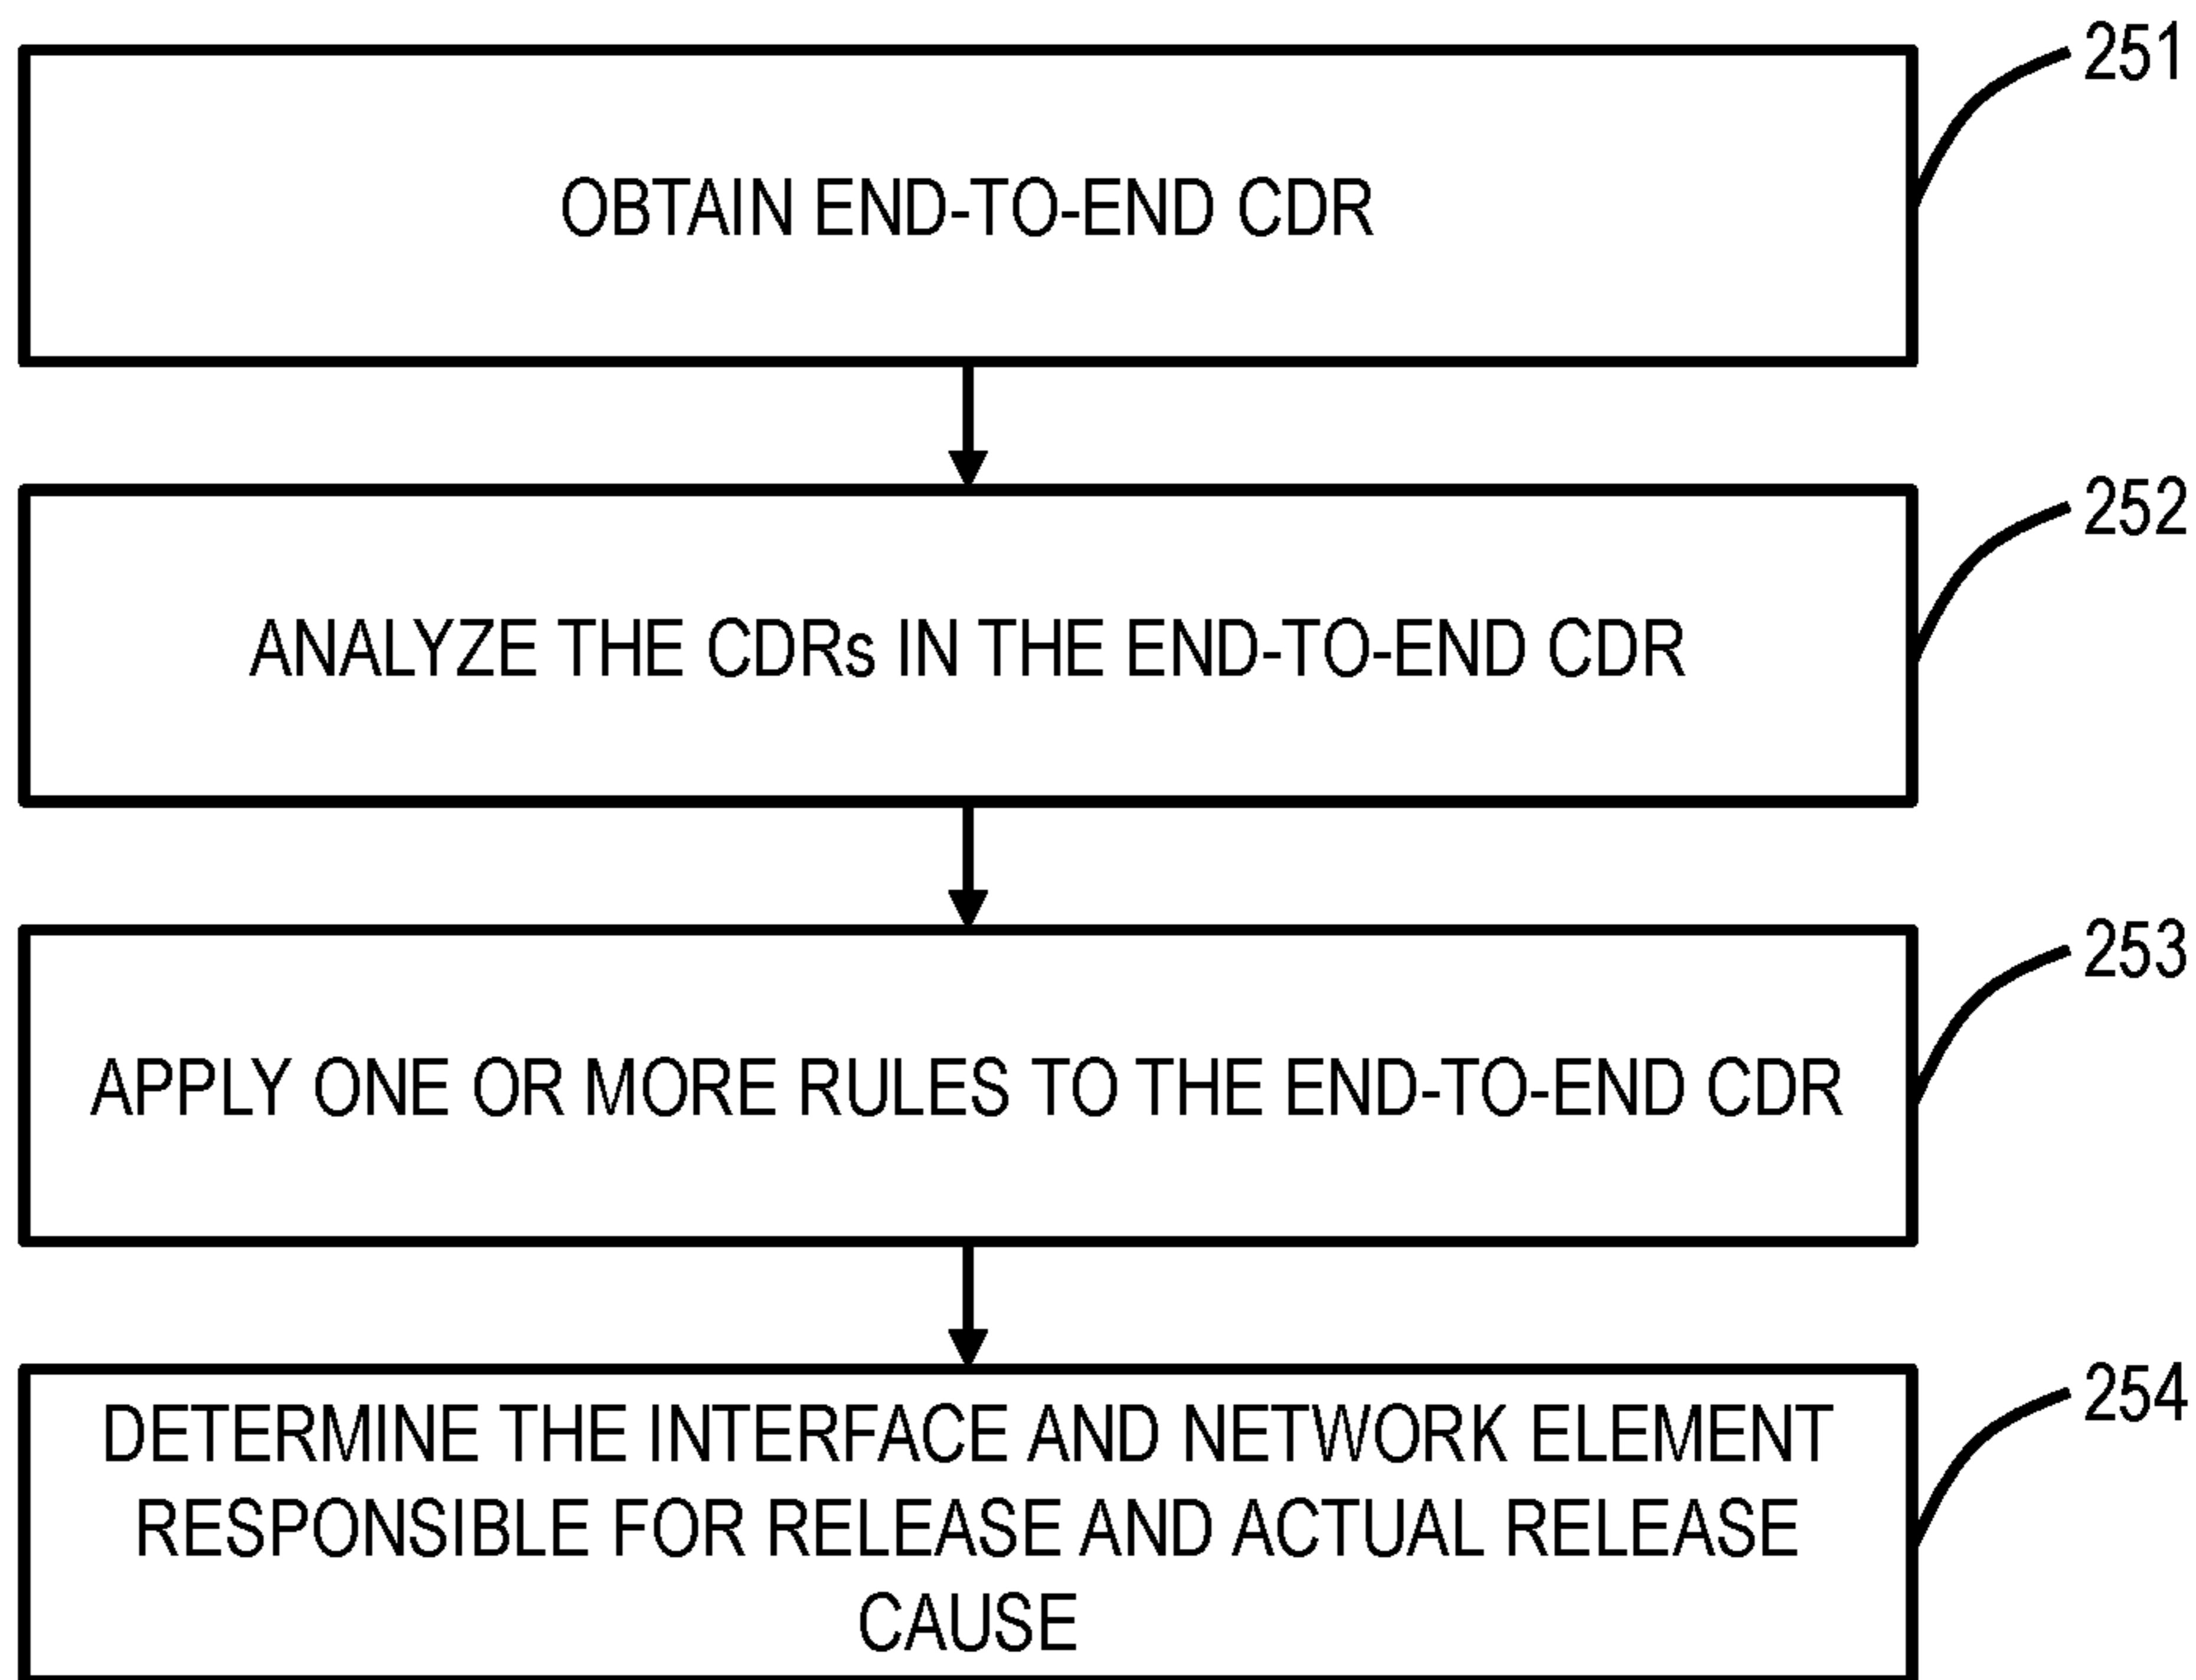 251
OBTAIN END-TO-END CDR
252
ANALYZE THE CDRs IN THE END-TO-END CDR
253
APPLY ONE OR MORE RULES TO THE END-TO-END CDR
254
DETERMINE THE INTERFACE AND NETWORK ELEMENT
RESPONSIBLE FOR RELEASE AND ACTUAL RELEASE
CAUSE